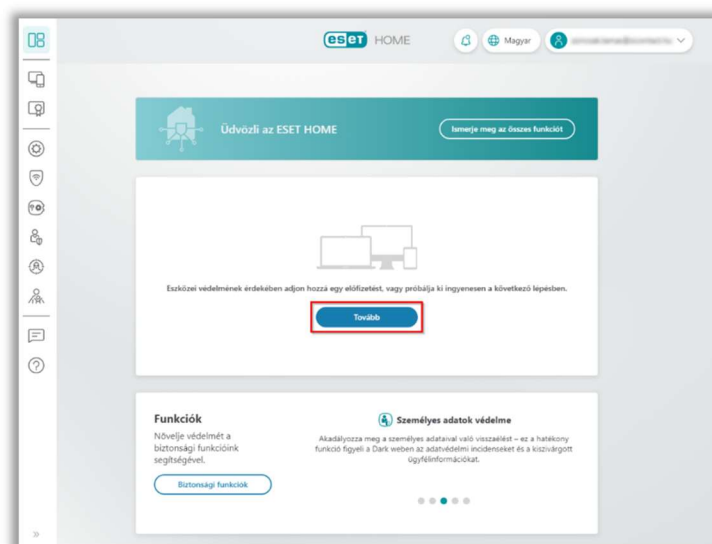 eset HOME
Magyar
Üdvözli az ESET HOME
Ismerje meg az összes funkciót
Eszközei védelmének érdekében adjon hozzá egy előfizetést, vagy próbálja ki ingyenesen a következő lépésben.
Tovább
Funkciók
Növelje védelmét a
biztonsági funkcióink
segítségével.
Biztonsági funkciók
Személyes adatok védelme
Akadályozza meg a személyes adataival való visszaélést – ez a hatékony
funkció figyeli a Dark weben az adatvédelmi incidenseket és a kiszivárgott
ügyfélinformációkat.